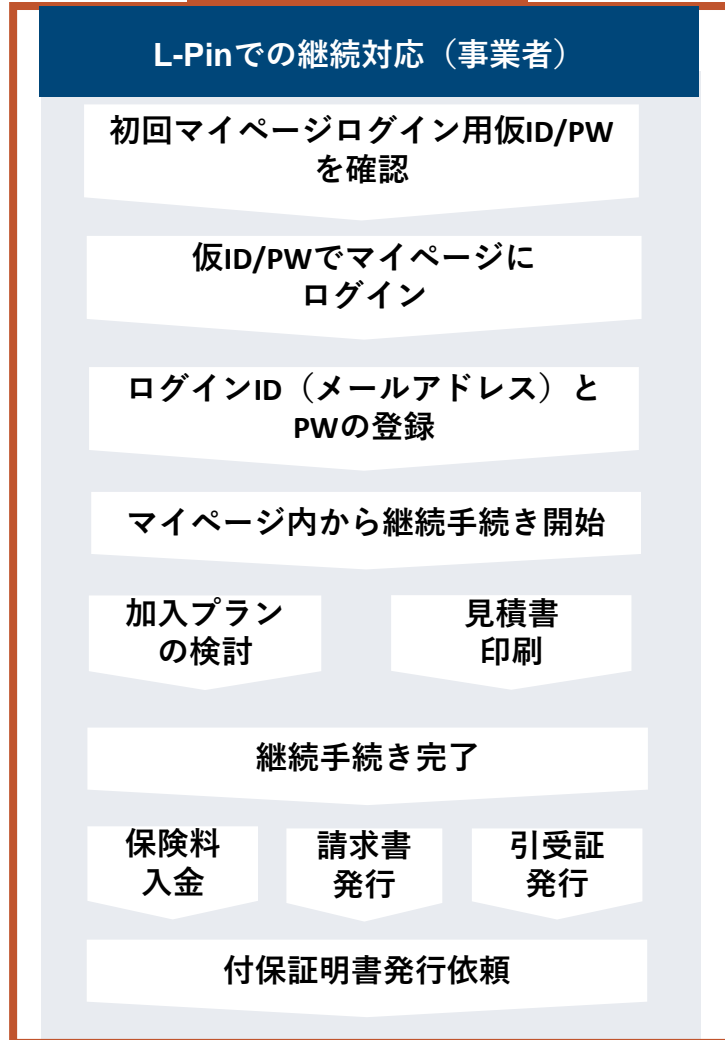 L-Pinでの継続対応（事業者）
初回マイページログイン用仮ID/PW
を確認
仮ID/PWでマイページに
ログイン
ログインID（メールアドレス）と
PWの登録
マイページ内から継続手続き開始
加入プラン
の検討
見積書
印刷
継続手続き完了
保険料
入金
請求書
発行
引受証
発行
付保証明書発行依頼